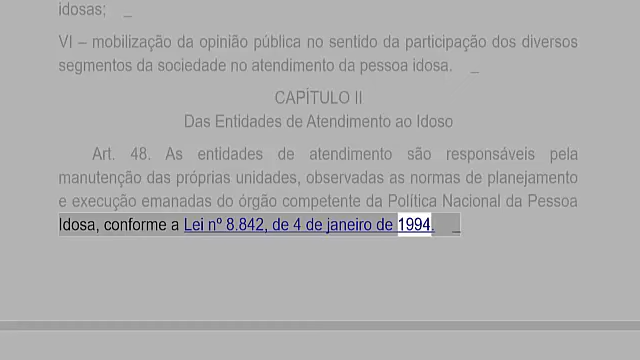 idosas; _
VI – mobilização da opinião pública no sentido da participação dos diversos
segmentos da sociedade no atendimento da pessoa idosa. _
CAPÍTULO II
Das Entidades de Atendimento ao Idoso
Art. 48. As entidades de atendimento são responsáveis pela
manutenção das próprias unidades, observadas as normas de planejamento
e execução emanadas do órgão competente da Política Nacional da Pessoa
Idosa, conforme a Lei nº 8.842, de 4 de janeiro de 1994. _